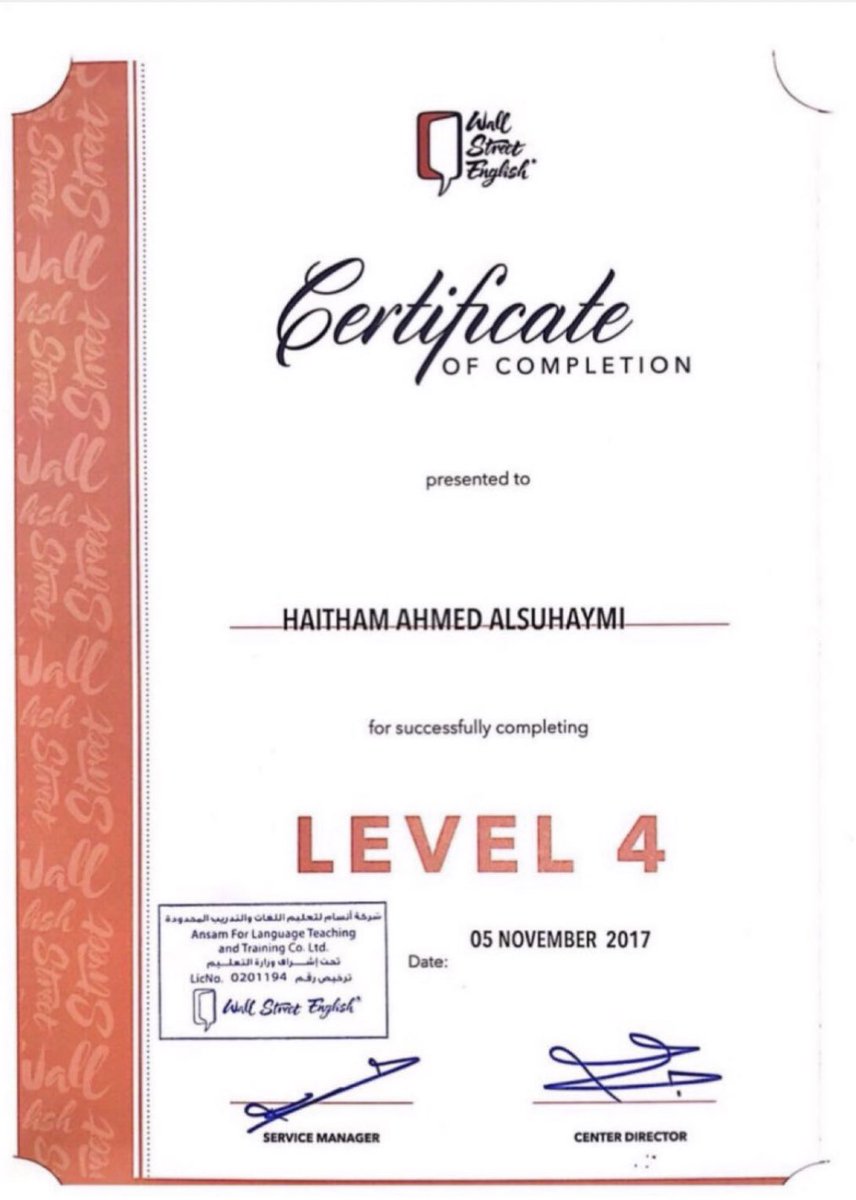 Wall
Street
English
Certificate
OF COMPLETION
presented to
HAITHAM AHMED ALSUHAYMI
for successfully completing
LEVEL 4
شركة أنسام لتعليم اللغات والتدريب المحدودة
Ansam For Language Teaching
and Training Co. Ltd.
تحت إشراف وزارة التعليم
LicNo. 0201194 ترخيص رقم
Wall Street English
Date: 05 NOVEMBER 2017
SERVICE MANAGER
CENTER DIRECTOR